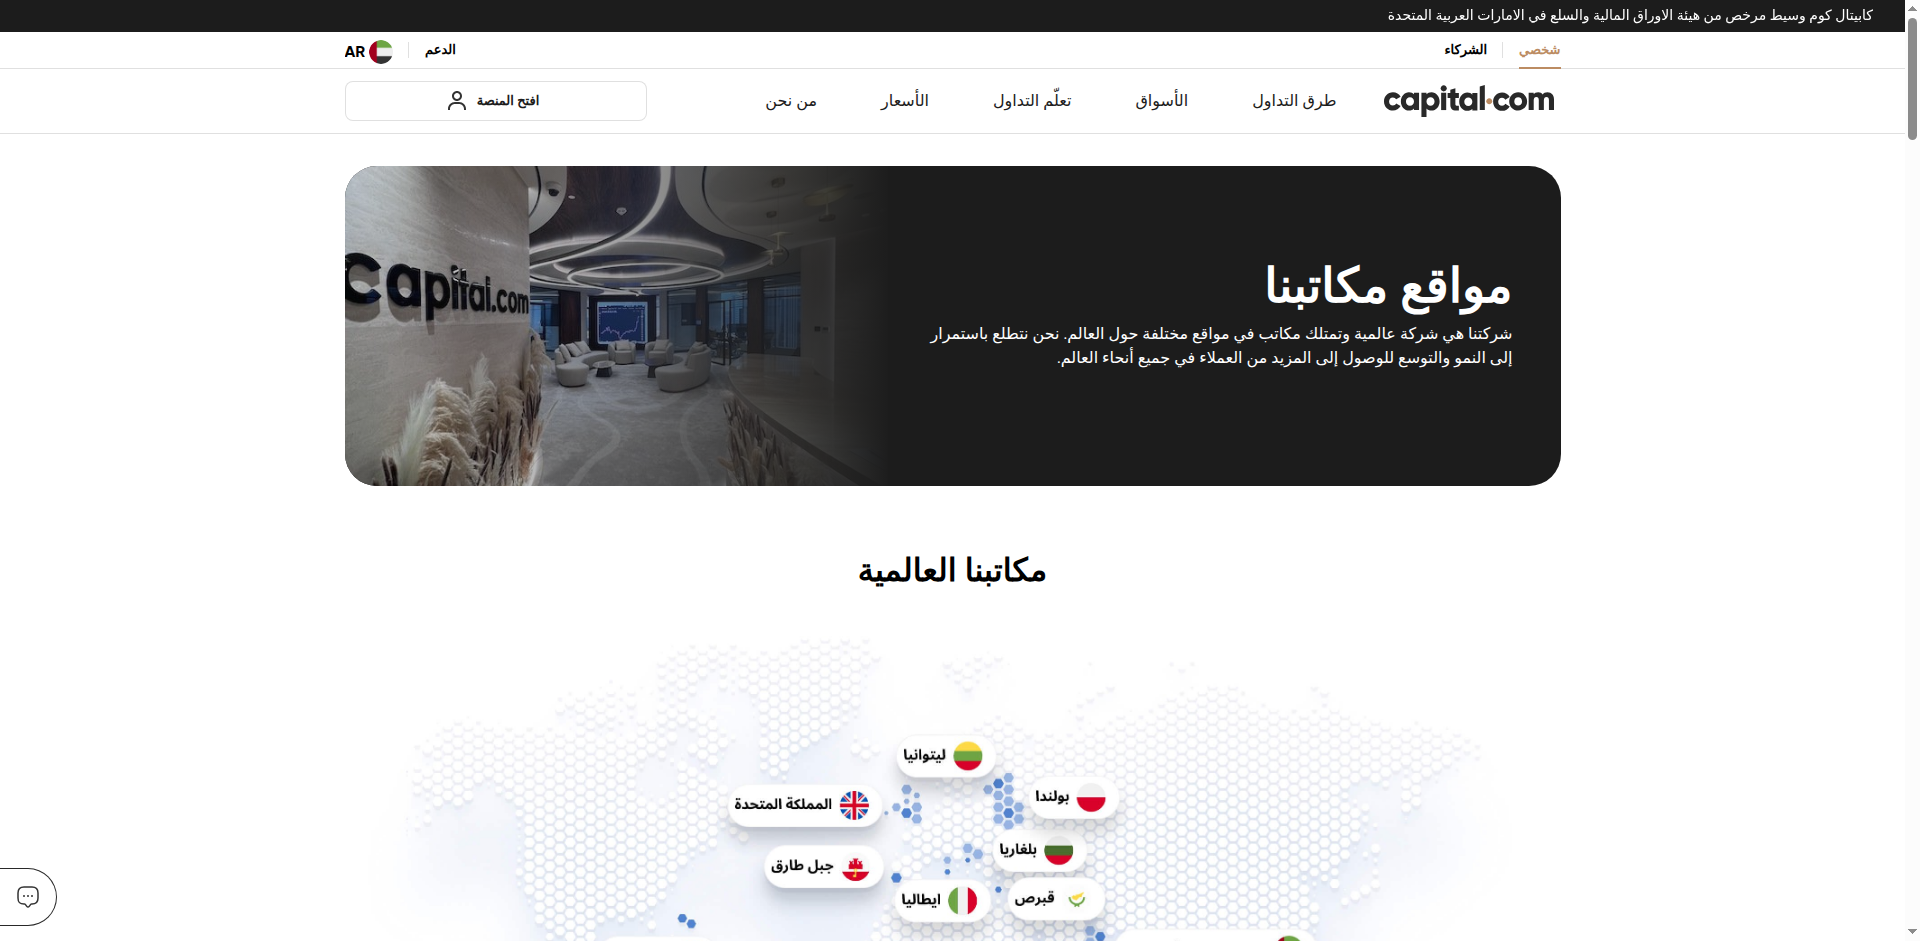 كابيتال كوم وسيط مرخص من هيئة الاوراق المالية والسلع في الامارات العربية المتحدة
شخصي
الشركاء
الدعم
AR
capital.com
طرق التداول
الأسواق
تعلّم التداول
الأسعار
من نحن
افتح المنصة
مواقع مكاتبنا
شركتنا هي شركة عالمية وتمتلك مكاتب في مواقع مختلفة حول العالم. نحن نتطلع باستمرار
إلى النمو والتوسع للوصول إلى المزيد من العملاء في جميع أنحاء العالم.
capital.com
مكاتبنا العالمية
ليتوانيا
بولندا
المملكة المتحدة
بلغاريا
جبل طارق
قبرص
ايطاليا